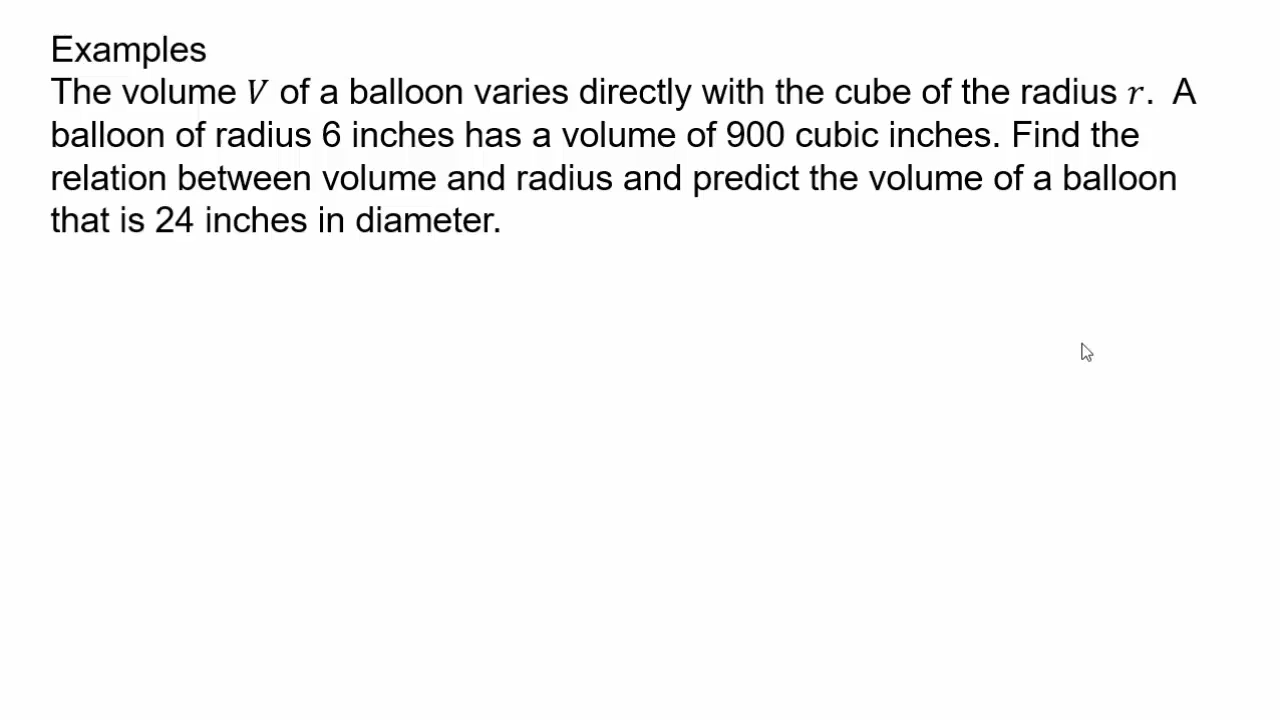 Examples
The volume V of a balloon varies directly with the cube of the radius r. A
balloon of radius 6 inches has a volume of 900 cubic inches. Find the
relation between volume and radius and predict the volume of a balloon
that is 24 inches in diameter.